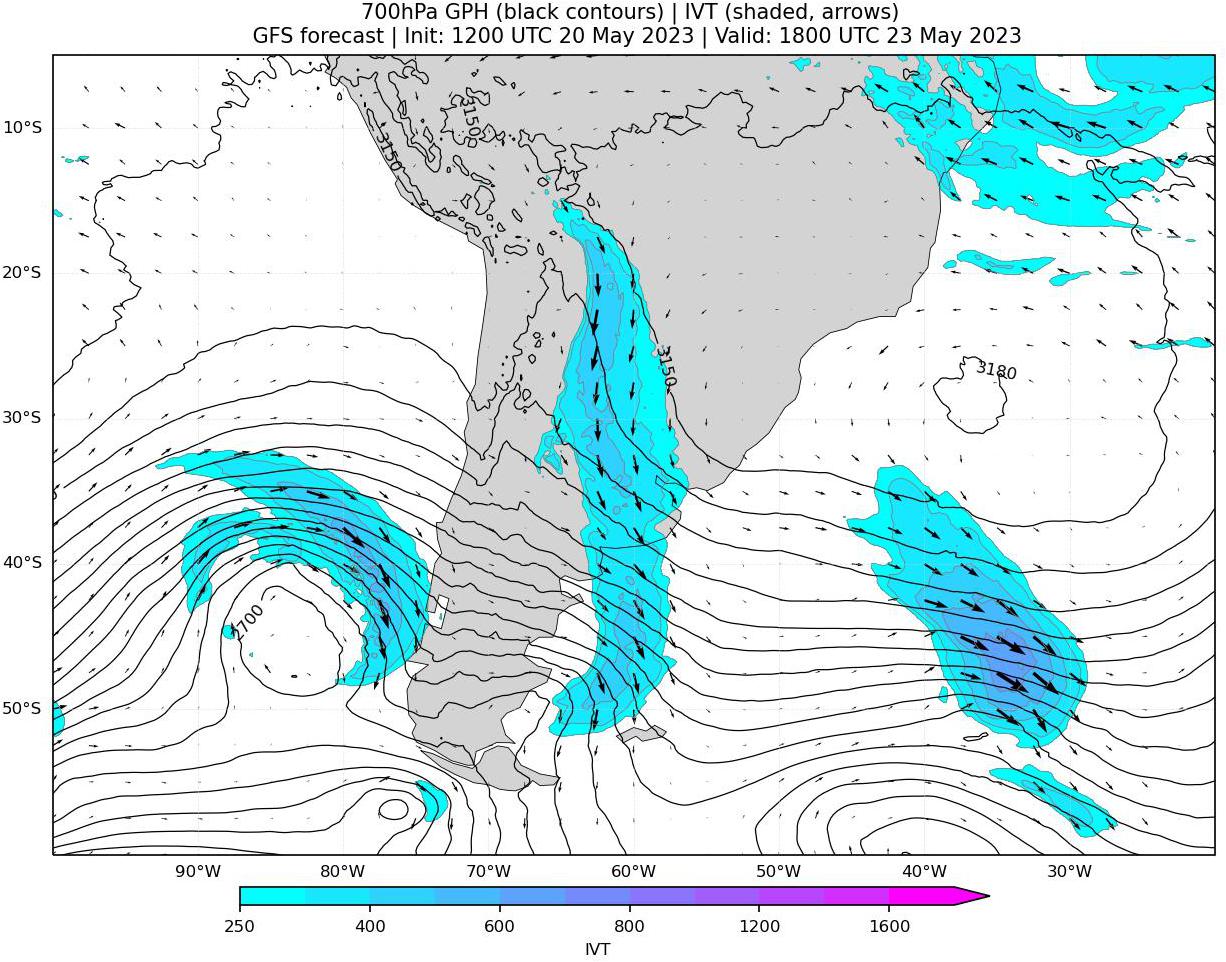 700hPa GPH (black contours) | IVT (shaded, arrows)
GFS forecast | Init: 1200 UTC 20 May 2023 | Valid: 1800 UTC 23 May 2023
10°S
20°S
30°S
40°S
50°S
3150
3150
3150
3180
2700
90°W
80°W
70°W
60°W
50°W
40°W
30°W
250
400
600
800
1200
1600
IVT